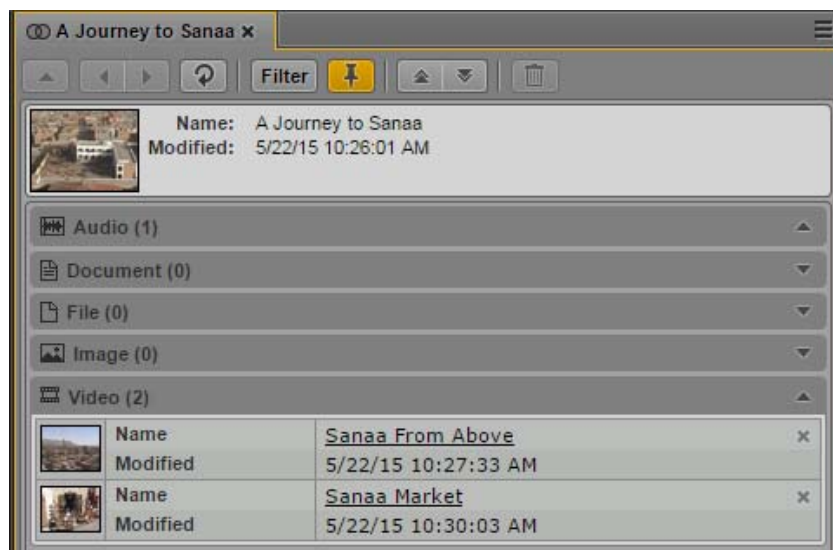 A Journey to Sanaa
Filter
Name: A Journey to Sanaa
Modified: 5/22/15 10:26:01 AM
Audio (1)
Document (0)
File (0)
Image (0)
Video (2)
Name Sanaa From Above
Modified 5/22/15 10:27:33 AM
Name Sanaa Market
Modified 5/22/15 10:30:03 AM